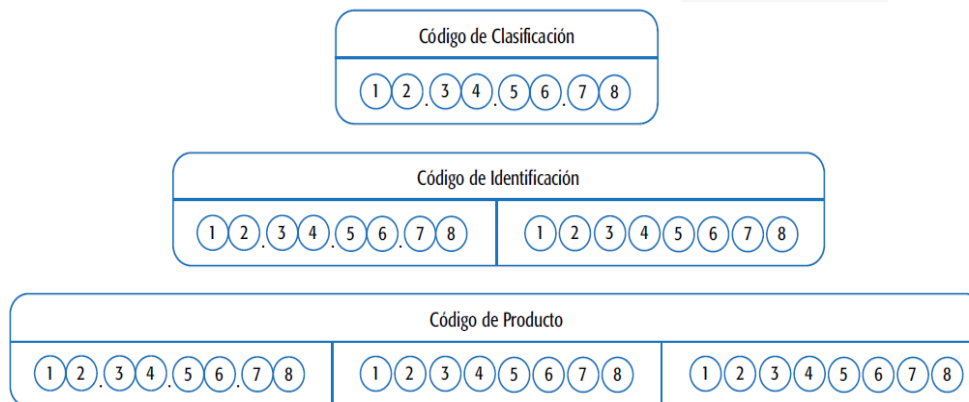 Código de Clasificación
12.34.56.78
Código de Identificación
12.34.56.78 12345678
Código de Producto
12.34.56.78 12345678 12345678